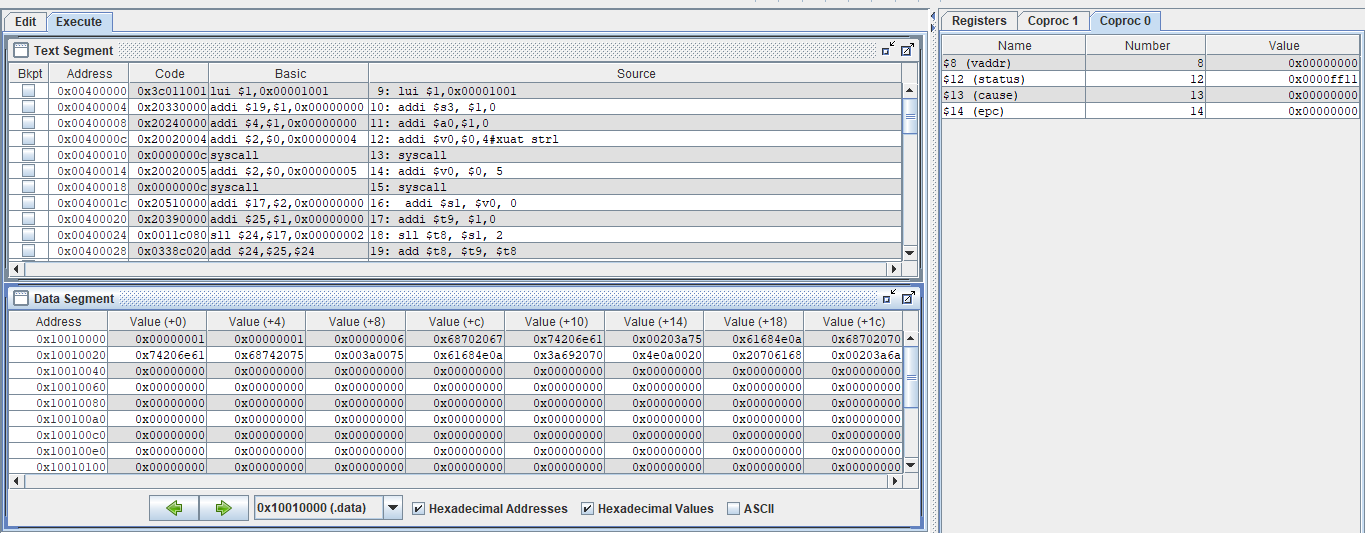 Edit Execute
Text Segment
Bkpt Address Code Basic Source
0x00400000 0x3c011001 lui $1,0x00001001 9: lui $1,0x00001001
0x00400004 0x20330000 addi $19,$1,0x00000000 10: addi $s3, $1,0
0x00400008 0x20240000 addi $4,$1,0x00000000 11: addi $a0,$1,0
0x0040000c 0x20020004 addi $2,$0,0x00000004 12: addi $v0,$0,4#xuat strl
0x00400010 0x0000000c syscall 13: syscall
0x00400014 0x20020005 addi $2,$0,0x00000005 14: addi $v0, $0, 5
0x00400018 0x0000000c syscall 15: syscall
0x0040001c 0x20510000 addi $17,$2,0x00000000 16: addi $s1, $v0, 0
0x00400020 0x20390000 addi $25,$1,0x00000000 17: addi $t9, $1,0
0x00400024 0x0011c080 sll $24,$17,0x00000002 18: sll $t8, $s1, 2
0x00400028 0x0338c020 add $24,$25,$24 19: add $t8, $t9, $t8
Data Segment
Address Value (+0) Value (+4) Value (+8) Value (+c) Value (+10) Value (+14) Value (+18) Value (+1c)
0x10010000 0x00000001 0x00000001 0x00000006 0x68702067 0x74206e61 0x00203a75 0x61684e0a 0x68702070
0x10010020 0x74206e61 0x68742075 0x003a0075 0x61684e0a 0x3a692070 0x4e0a0020 0x20706168 0x00203a6a
0x10010040 0x00000000 0x00000000 0x00000000 0x00000000 0x00000000 0x00000000 0x00000000 0x00000000
0x10010060 0x00000000 0x00000000 0x00000000 0x00000000 0x00000000 0x00000000 0x00000000 0x00000000
0x10010080 0x00000000 0x00000000 0x00000000 0x00000000 0x00000000 0x00000000 0x00000000 0x00000000
0x100100a0 0x00000000 0x00000000 0x00000000 0x00000000 0x00000000 0x00000000 0x00000000 0x00000000
0x100100c0 0x00000000 0x00000000 0x00000000 0x00000000 0x00000000 0x00000000 0x00000000 0x00000000
0x100100e0 0x00000000 0x00000000 0x00000000 0x00000000 0x00000000 0x00000000 0x00000000 0x00000000
0x10010100 0x00000000 0x00000000 0x00000000 0x00000000 0x00000000 0x00000000 0x00000000 0x00000000
0x10010000 (.data) Hexadecimal Addresses Hexadecimal Values ASCII
Registers Coproc 1 Coproc 0
Name Number Value
$8 (vaddr) 8 0x00000000
$12 (status) 12 0x0000ff11
$13 (cause) 13 0x00000000
$14 (epc) 14 0x00000000